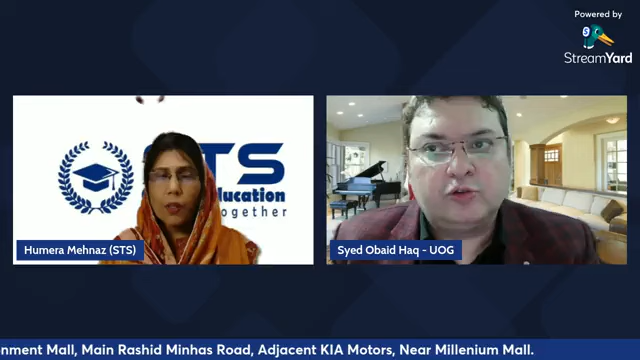 Powered by
StreamYard
STS
ducation
ogether
Humera Mehnaz (STS)
Syed Obaid Haq - UOG
nment Mall, Main Rashid Minhas Road, Adjacent KIA Motors, Near Millenium Mall.